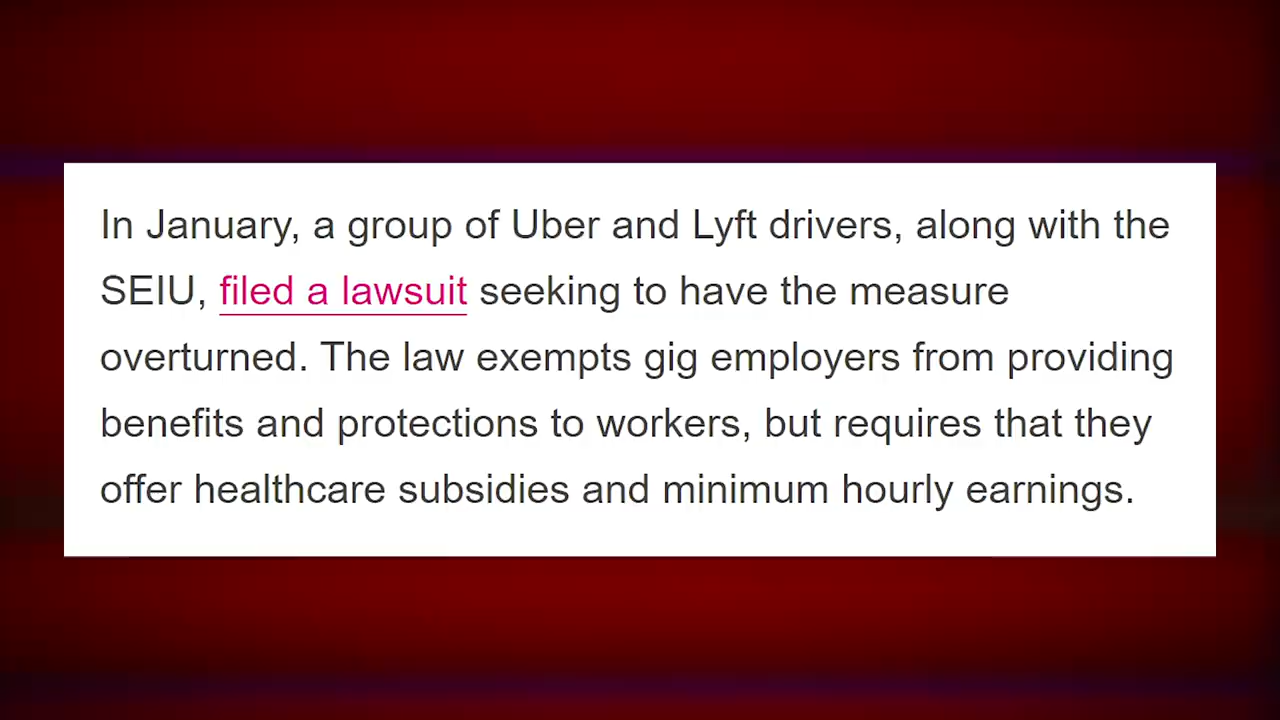 In January, a group of Uber and Lyft drivers, along with the
SEIU, filed a lawsuit seeking to have the measure
overturned. The law exempts gig employers from providing
benefits and protections to workers, but requires that they
offer healthcare subsidies and minimum hourly earnings.